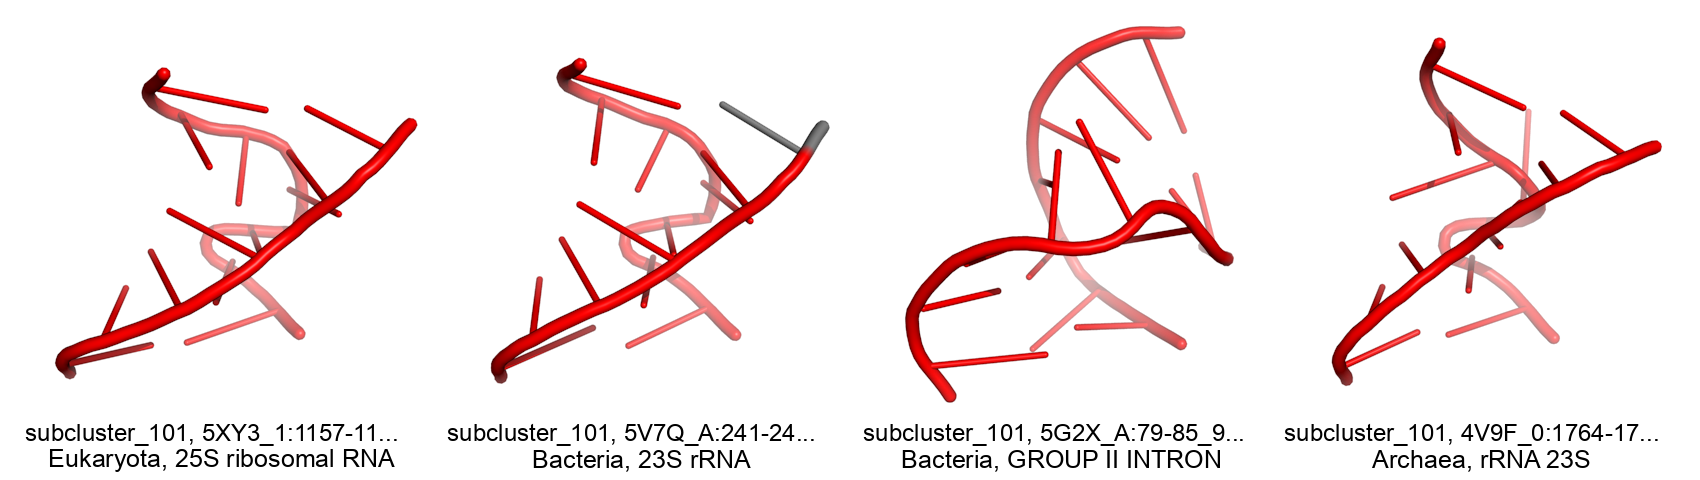 subcluster_101, 5XY3_1:1157-11...
Eukaryota, 25S ribosomal RNA
subcluster_101, 5V7Q_A:241-24...
Bacteria, 23S rRNA
subcluster_101, 5G2X_A:79-85_9...
Bacteria, GROUP II INTRON
subcluster_101, 4V9F_0:1764-17...
Archaea, rRNA 23S